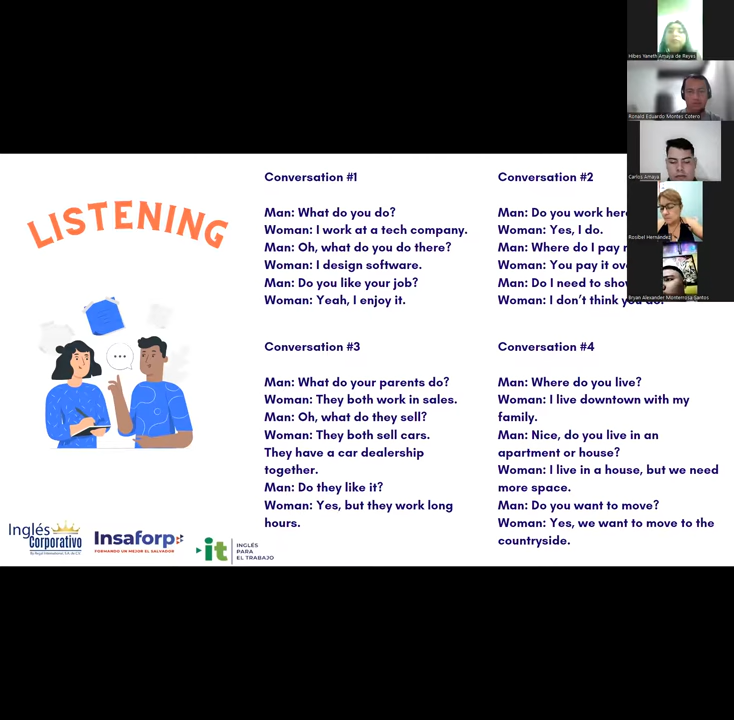 LISTENING
Conversation #1
Man: What do you do?
Woman: I work at a tech company.
Man: Oh, what do you do there?
Woman: I design software.
Man: Do you like your job?
Woman: Yeah, I enjoy it.
Conversation #2
Man: Do you work here
Woman: Yes, I do.
Man: Where do I pay
Woman: You pay it
Man: Do I need to
Woman: I don't think you do.
Conversation #3
Man: What do your parents do?
Woman: They both work in sales.
Man: Oh, what do they sell?
Woman: They both sell cars.
They have a car dealership
together.
Man: Do they like it?
Woman: Yes, but they work long
hours.
Conversation #4
Man: Where do you live?
Woman: I live downtown with my
family.
Man: Nice, do you live in an
apartment or house?
Woman: I live in a house, but we need
more space.
Man: Do you want to move?
Woman: Yes, we want to move to the
countryside.
Inglés
Corporativo
Insaforp
FORMANDO UN MEJOR EL SALVADOR
it
INGLÉS
PARA
EL TRABAJO
Hibes Yaneth Amaya de Reyes
Ronald Eduardo Montes Cotero
Carlos Amaya
Rosibel Hernández
Bryan Alexander Monterrosa Santos